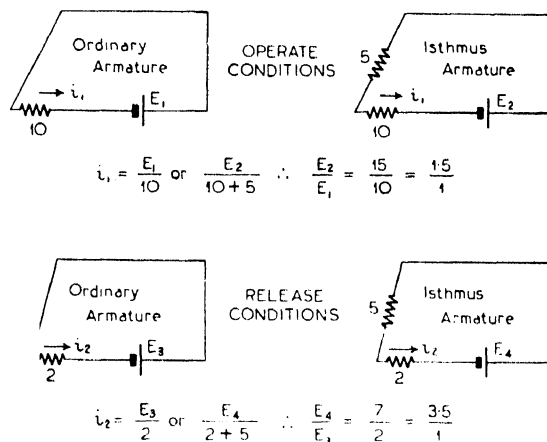 Ordinary
Armature
OPERATE
CONDITIONS
Isthmus
Armature
5
i₁
E₁
10
i₁
E₂
10
i₁ = E₁/10 or E₂/(10+5) ∴ E₂/E₁ = 15/10 = 1·5/1
Ordinary
Armature
RELEASE
CONDITIONS
Isthmus
Armature
5
i₂
E₃
2
i₂
E₄
2
i₂ = E₃/2 or E₄/(2+5) ∴ E₄/E₃ = 7/2 = 3·5/1